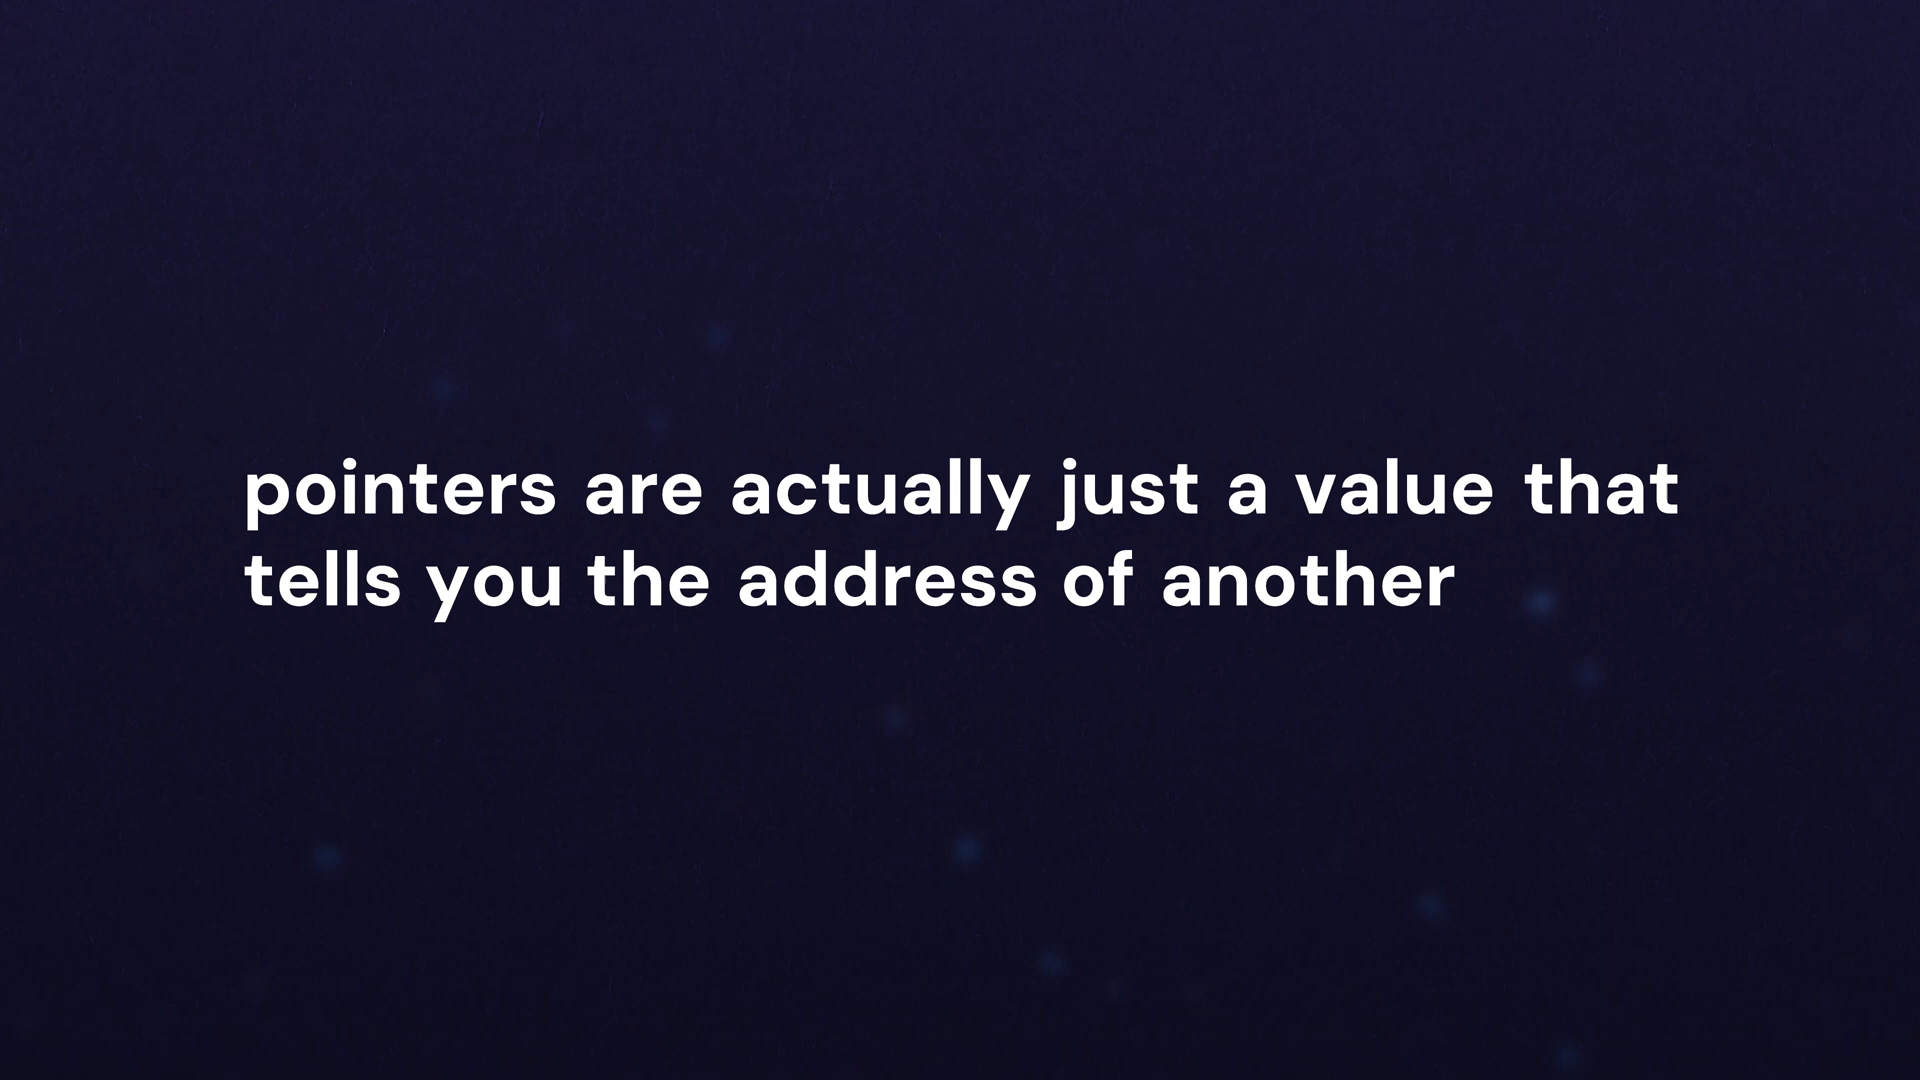 pointers are actually just a value that
tells you the address of another